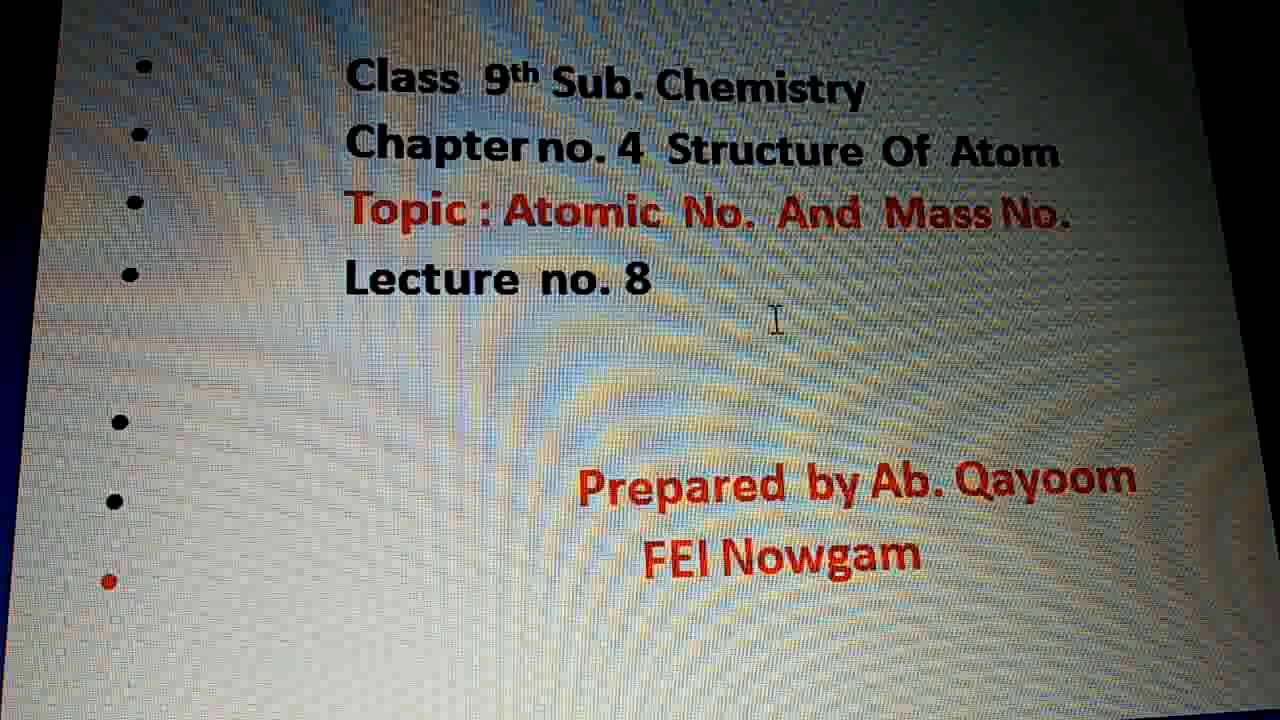 Class 9th Sub. Chemistry
Chapter no. 4 Structure Of Atom
Topic : Atomic No. And Mass No.
Lecture no. 8
Prepared by Ab. Qayoom
FEI Nowgam